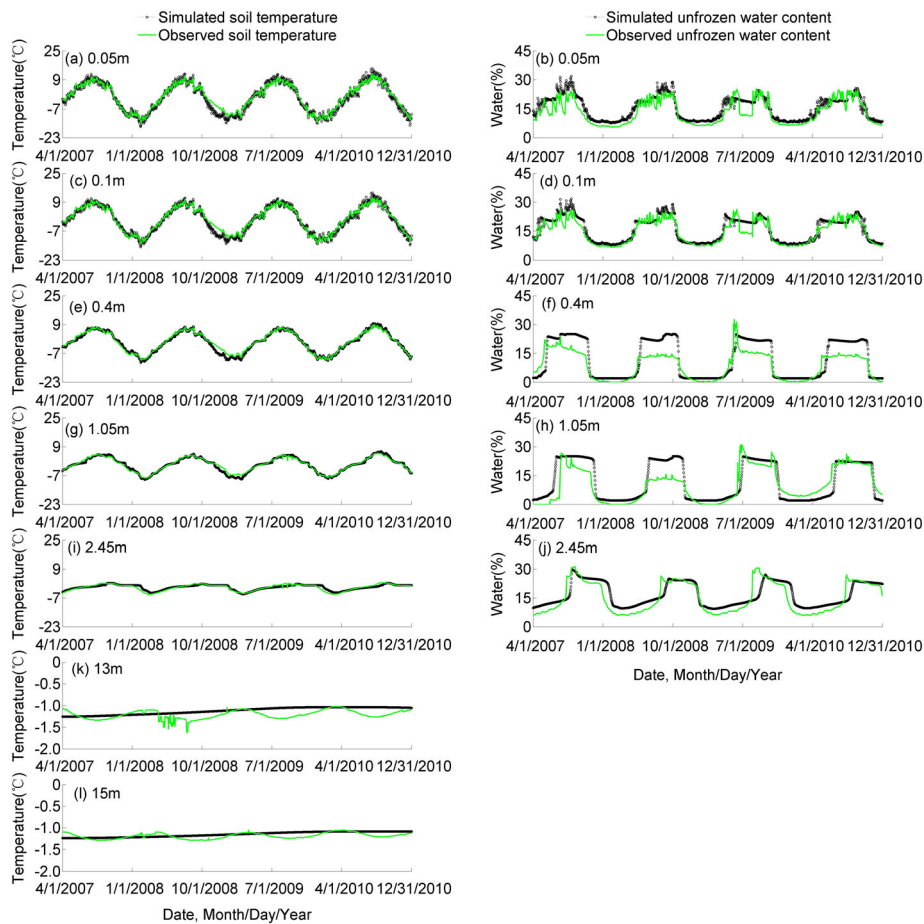 Simulated soil temperature
Observed soil temperature
Simulated unfrozen water content
Observed unfrozen water content
Temperature(℃)
25
9
-7
-23
(a) 0.05m
4/1/2007 1/1/2008 10/1/2008 7/1/2009 4/1/2010 12/31/2010
Water(%)
45
30
15
0
(b) 0.05m
4/1/2007 1/1/2008 10/1/2008 7/1/2009 4/1/2010 12/31/2010
Temperature(℃)
25
9
-7
-23
(c) 0.1m
4/1/2007 1/1/2008 10/1/2008 7/1/2009 4/1/2010 12/31/2010
Water(%)
45
30
15
0
(d) 0.1m
4/1/2007 1/1/2008 10/1/2008 7/1/2009 4/1/2010 12/31/2010
Temperature(℃)
25
9
-7
-23
(e) 0.4m
4/1/2007 1/1/2008 10/1/2008 7/1/2009 4/1/2010 12/31/2010
Water(%)
45
30
15
0
(f) 0.4m
4/1/2007 1/1/2008 10/1/2008 7/1/2009 4/1/2010 12/31/2010
Temperature(℃)
25
9
-7
-23
(g) 1.05m
4/1/2007 1/1/2008 10/1/2008 7/1/2009 4/1/2010 12/31/2010
Water(%)
45
30
15
0
(h) 1.05m
4/1/2007 1/1/2008 10/1/2008 7/1/2009 4/1/2010 12/31/2010
Temperature(℃)
25
9
-7
-23
(i) 2.45m
4/1/2007 1/1/2008 10/1/2008 7/1/2009 4/1/2010 12/31/2010
Water(%)
45
30
15
0
(j) 2.45m
4/1/2007 1/1/2008 10/1/2008 7/1/2009 4/1/2010 12/31/2010
Date, Month/Day/Year
Temperature(℃)
0
-0.5
-1.0
-1.5
-2.0
(k) 13m
4/1/2007 1/1/2008 10/1/2008 7/1/2009 4/1/2010 12/31/2010
Temperature(℃)
0
-0.5
-1.0
-1.5
-2.0
(l) 15m
4/1/2007 1/1/2008 10/1/2008 7/1/2009 4/1/2010 12/31/2010
Date, Month/Day/Year